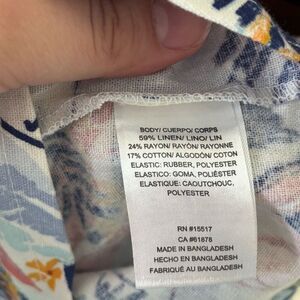 BODY/ CUERPO/ CORPS
59% LINEN/ LINO/ LIN
24% RAYON/ RAYÓN/ RAYONNE
17% COTTON/ ALGODÓN/ COTON
ELASTIC: RUBBER, POLYESTER
ELASTICO: GOMA, POLIÉSTER
ELASTIQUE: CAOUTCHOUC,
POLYESTER
RN #15517
CA #61878
MADE IN BANGLADESH
HECHO EN BANGLADESH
FABRIQUÉ AU BANGLADESH